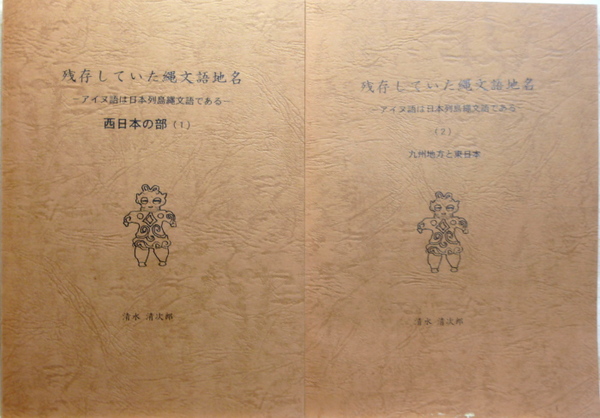 残存していた縄文語地名
―アイヌ語は日本列島縄文語である―
西日本の部（1）
清水 清次郎
残存していた縄文語地名
―アイヌ語は日本列島縄文語である―
（2）
九州地方と東日本
清水 清次郎